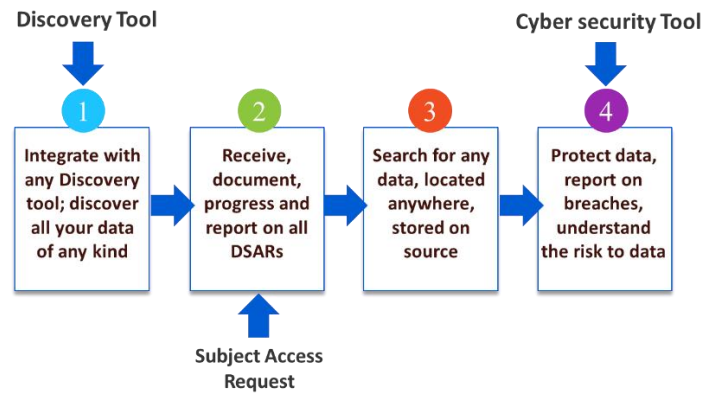 Discovery Tool
Cyber security Tool
1
2
3
4
Integrate with
any Discovery
tool; discover
all your data
of any kind
Receive,
document,
progress and
report on all
DSARs
Search for any
data, located
anywhere,
stored on
source
Protect data,
report on
breaches,
understand
the risk to data
Subject Access
Request